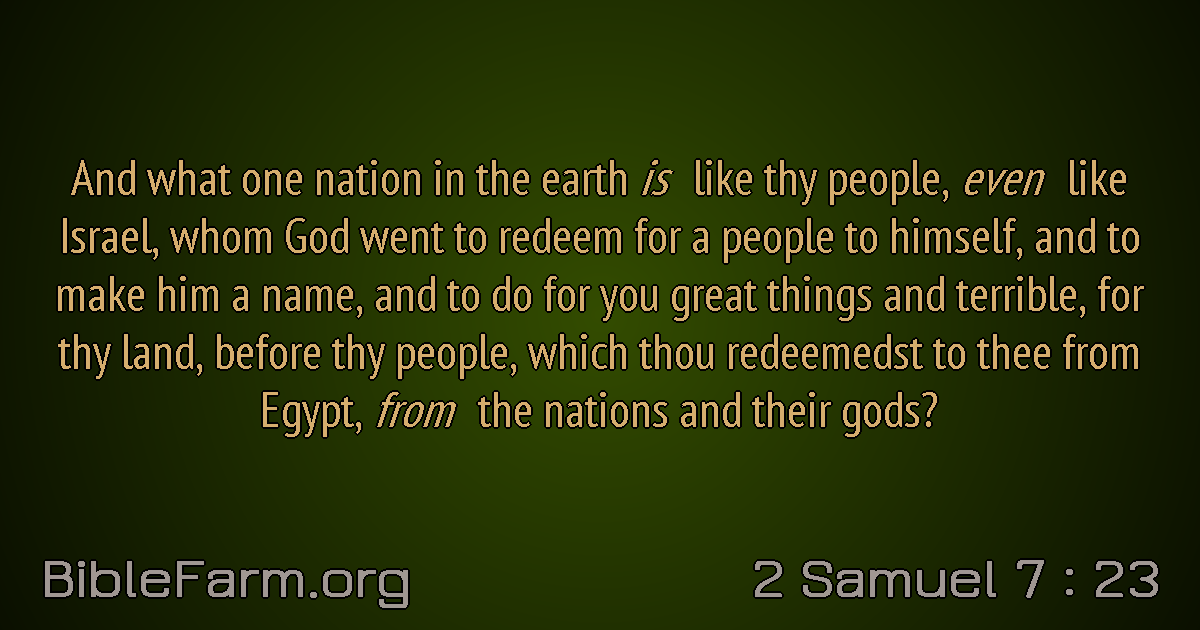 And what one nation in the earth is like thy people, even like
Israel, whom God went to redeem for a people to himself, and to
make him a name, and to do for you great things and terrible, for
thy land, before thy people, which thou redeemedst to thee from
Egypt, from the nations and their gods?
BibleFarm.org
2 Samuel 7 : 23